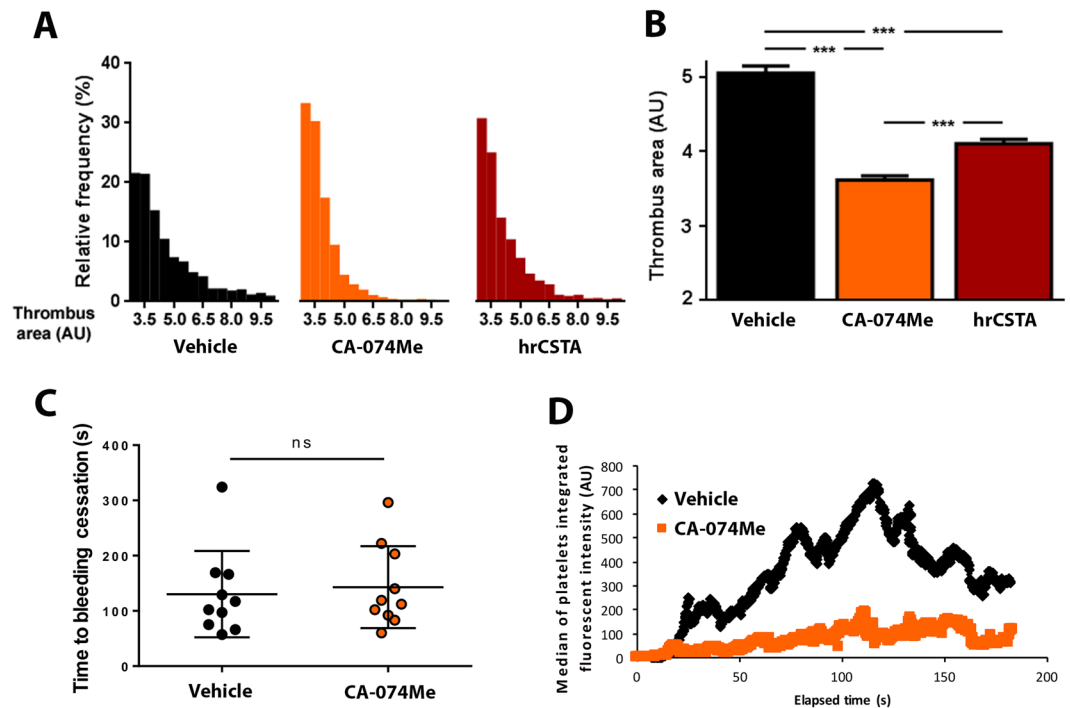 A
Relative frequency (%)
40
30
20
10
0
Thrombus
area (AU)
3.5 5.0 6.5 8.0 9.5
3.5 5.0 6.5 8.0 9.5
3.5 5.0 6.5 8.0 9.5
Vehicle
CA-074Me
hrCSTA
B
Thrombus area (AU)
5
4
3
2
***
***
***
Vehicle
CA-074Me
hrCSTA
C
Time to bleeding cessation (s)
400
300
200
100
0
ns
Vehicle
CA-074Me
D
Median of platelets integrated
fluorescent intensity (AU)
800
700
600
500
400
300
200
100
0
Vehicle
CA-074Me
0 50 100 150 200
Elapsed time (s)